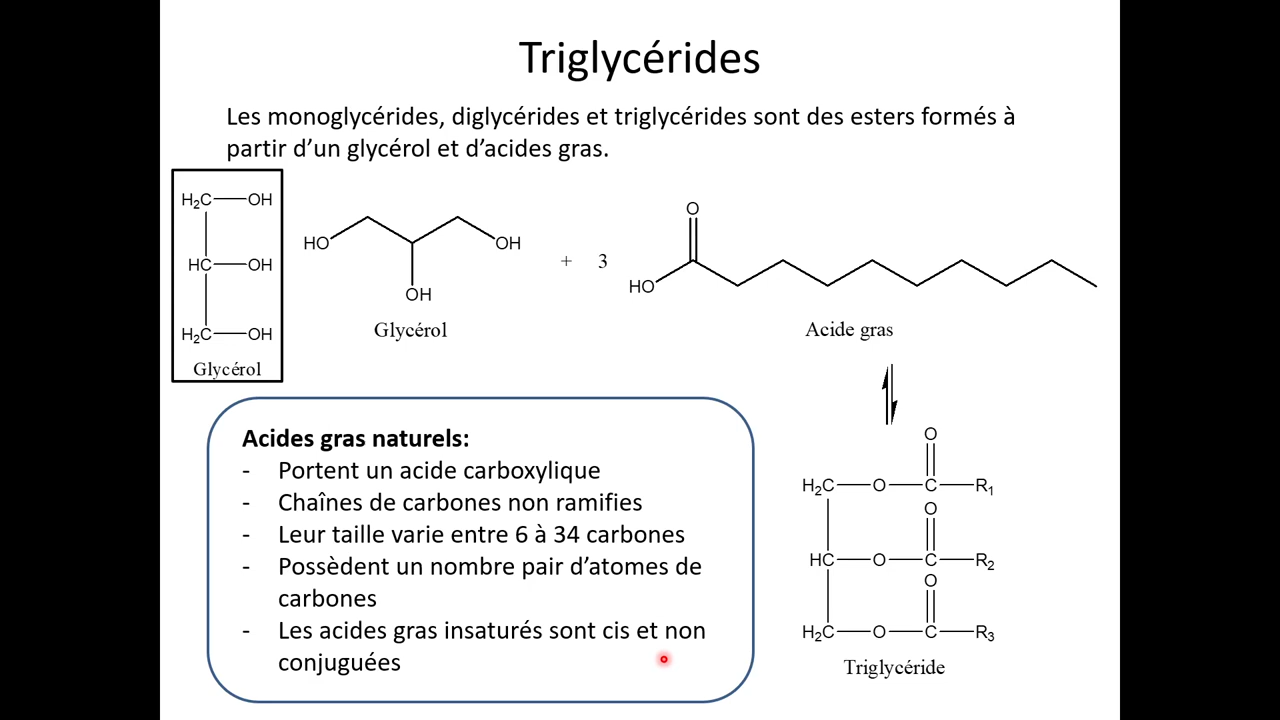 Triglycérides
Les monoglycérides, diglycérides et triglycérides sont des esters formés à
partir d’un glycérol et d’acides gras.
H₂C OH
HC OH
H₂C OH
Glycérol
HO OH
OH
Glycérol
+ 3
O
HO
Acide gras
Acides gras naturels:
- Portent un acide carboxylique
- Chaînes de carbones non ramifies
- Leur taille varie entre 6 à 34 carbones
- Possèdent un nombre pair d’atomes de
carbones
- Les acides gras insaturés sont cis et non
conjuguées
O
H₂C O C R₁
O
HC O C R₂
O
H₂C O C R₃
Triglycéride